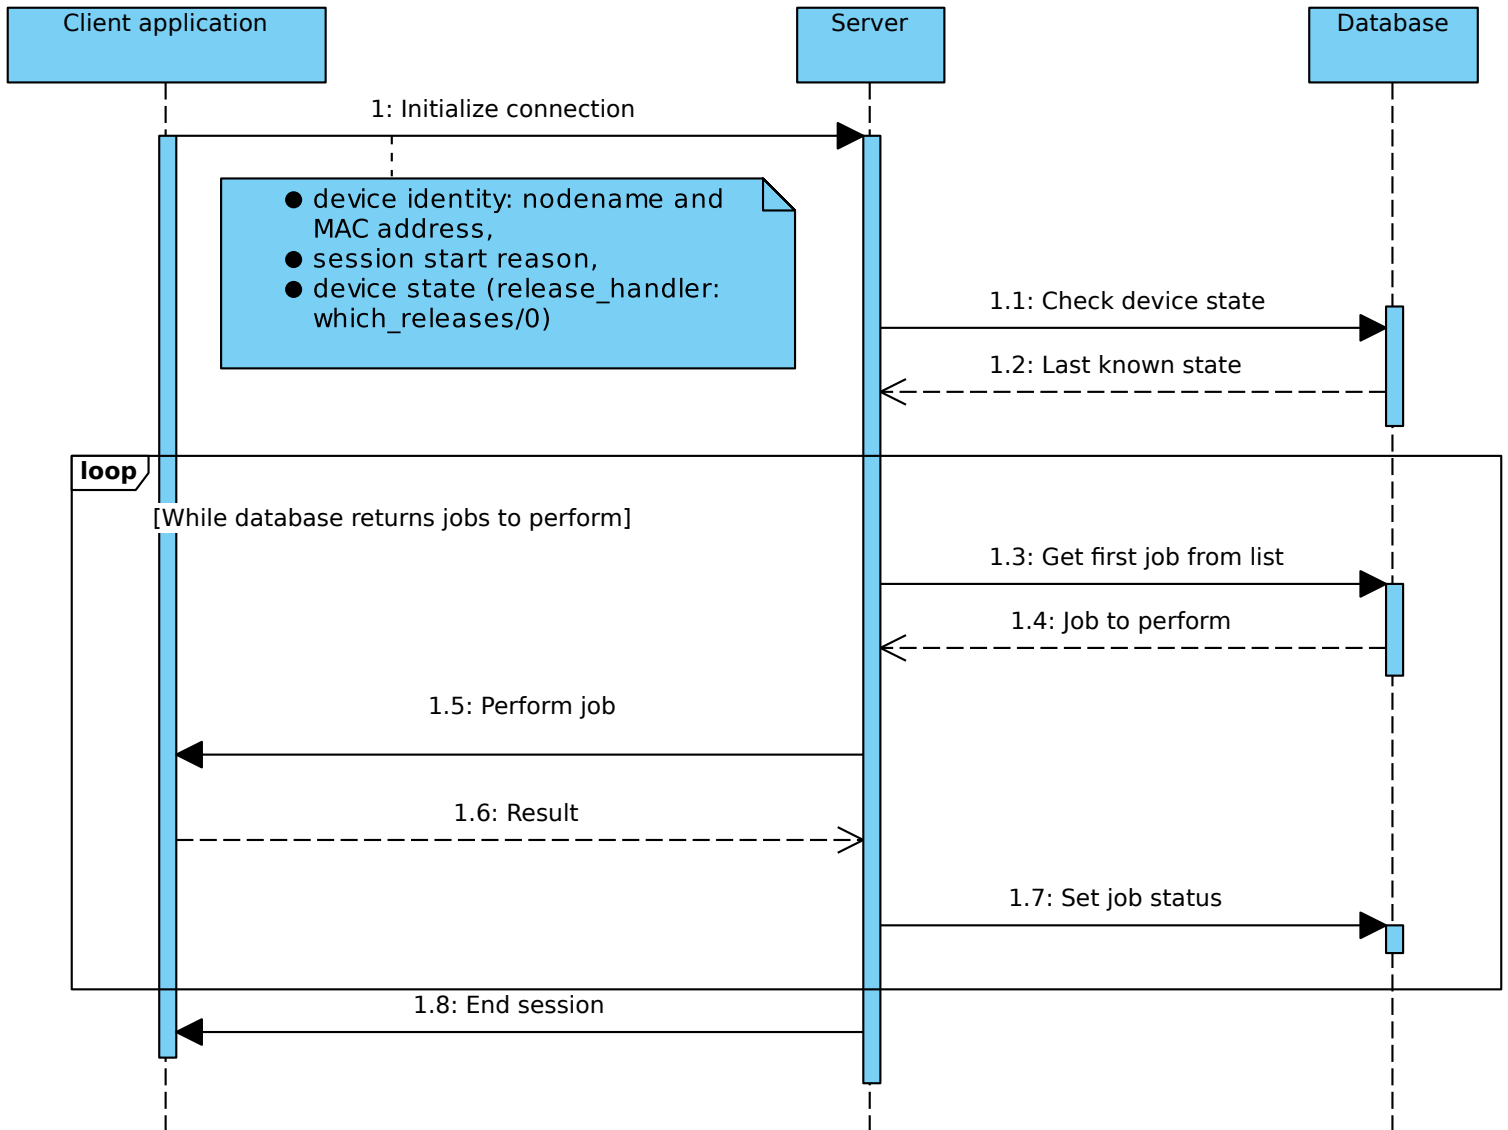 Client application
Server
Database
1: Initialize connection
● device identity: nodename and
MAC address,
● session start reason,
● device state (release_handler:
which_releases/0)
1.1: Check device state
1.2: Last known state
loop
[While database returns jobs to perform]
1.3: Get first job from list
1.4: Job to perform
1.5: Perform job
1.6: Result
1.7: Set job status
1.8: End session